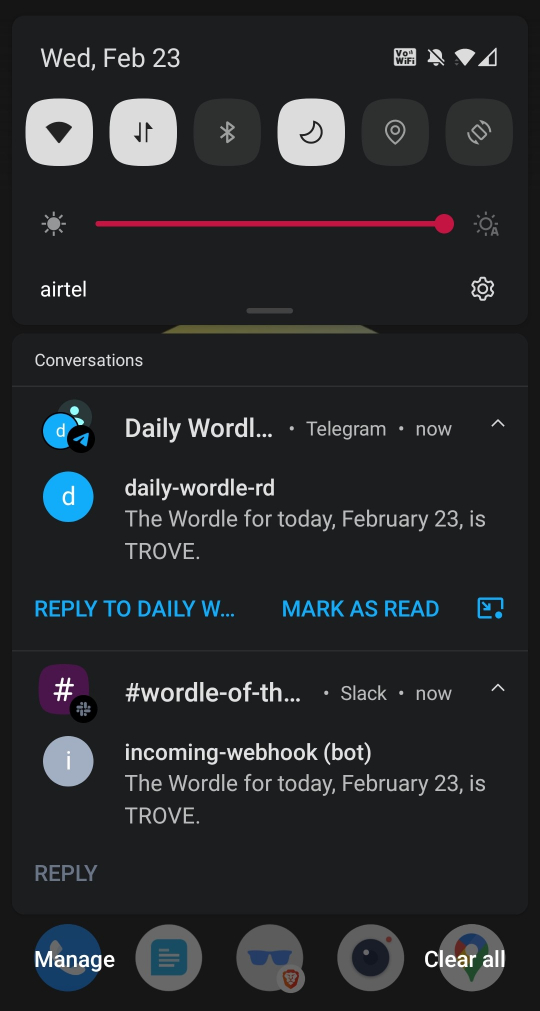 Wed, Feb 23
Vo WiFi
A
airtel
Conversations
d
Daily Wordl... • Telegram • now
d
daily-wordle-rd
The Wordle for today, February 23, is
TROVE.
REPLY TO DAILY W... MARK AS READ
#
#wordle-of-th... • Slack • now
i
incoming-webhook (bot)
The Wordle for today, February 23, is
TROVE.
REPLY
Manage Clear all